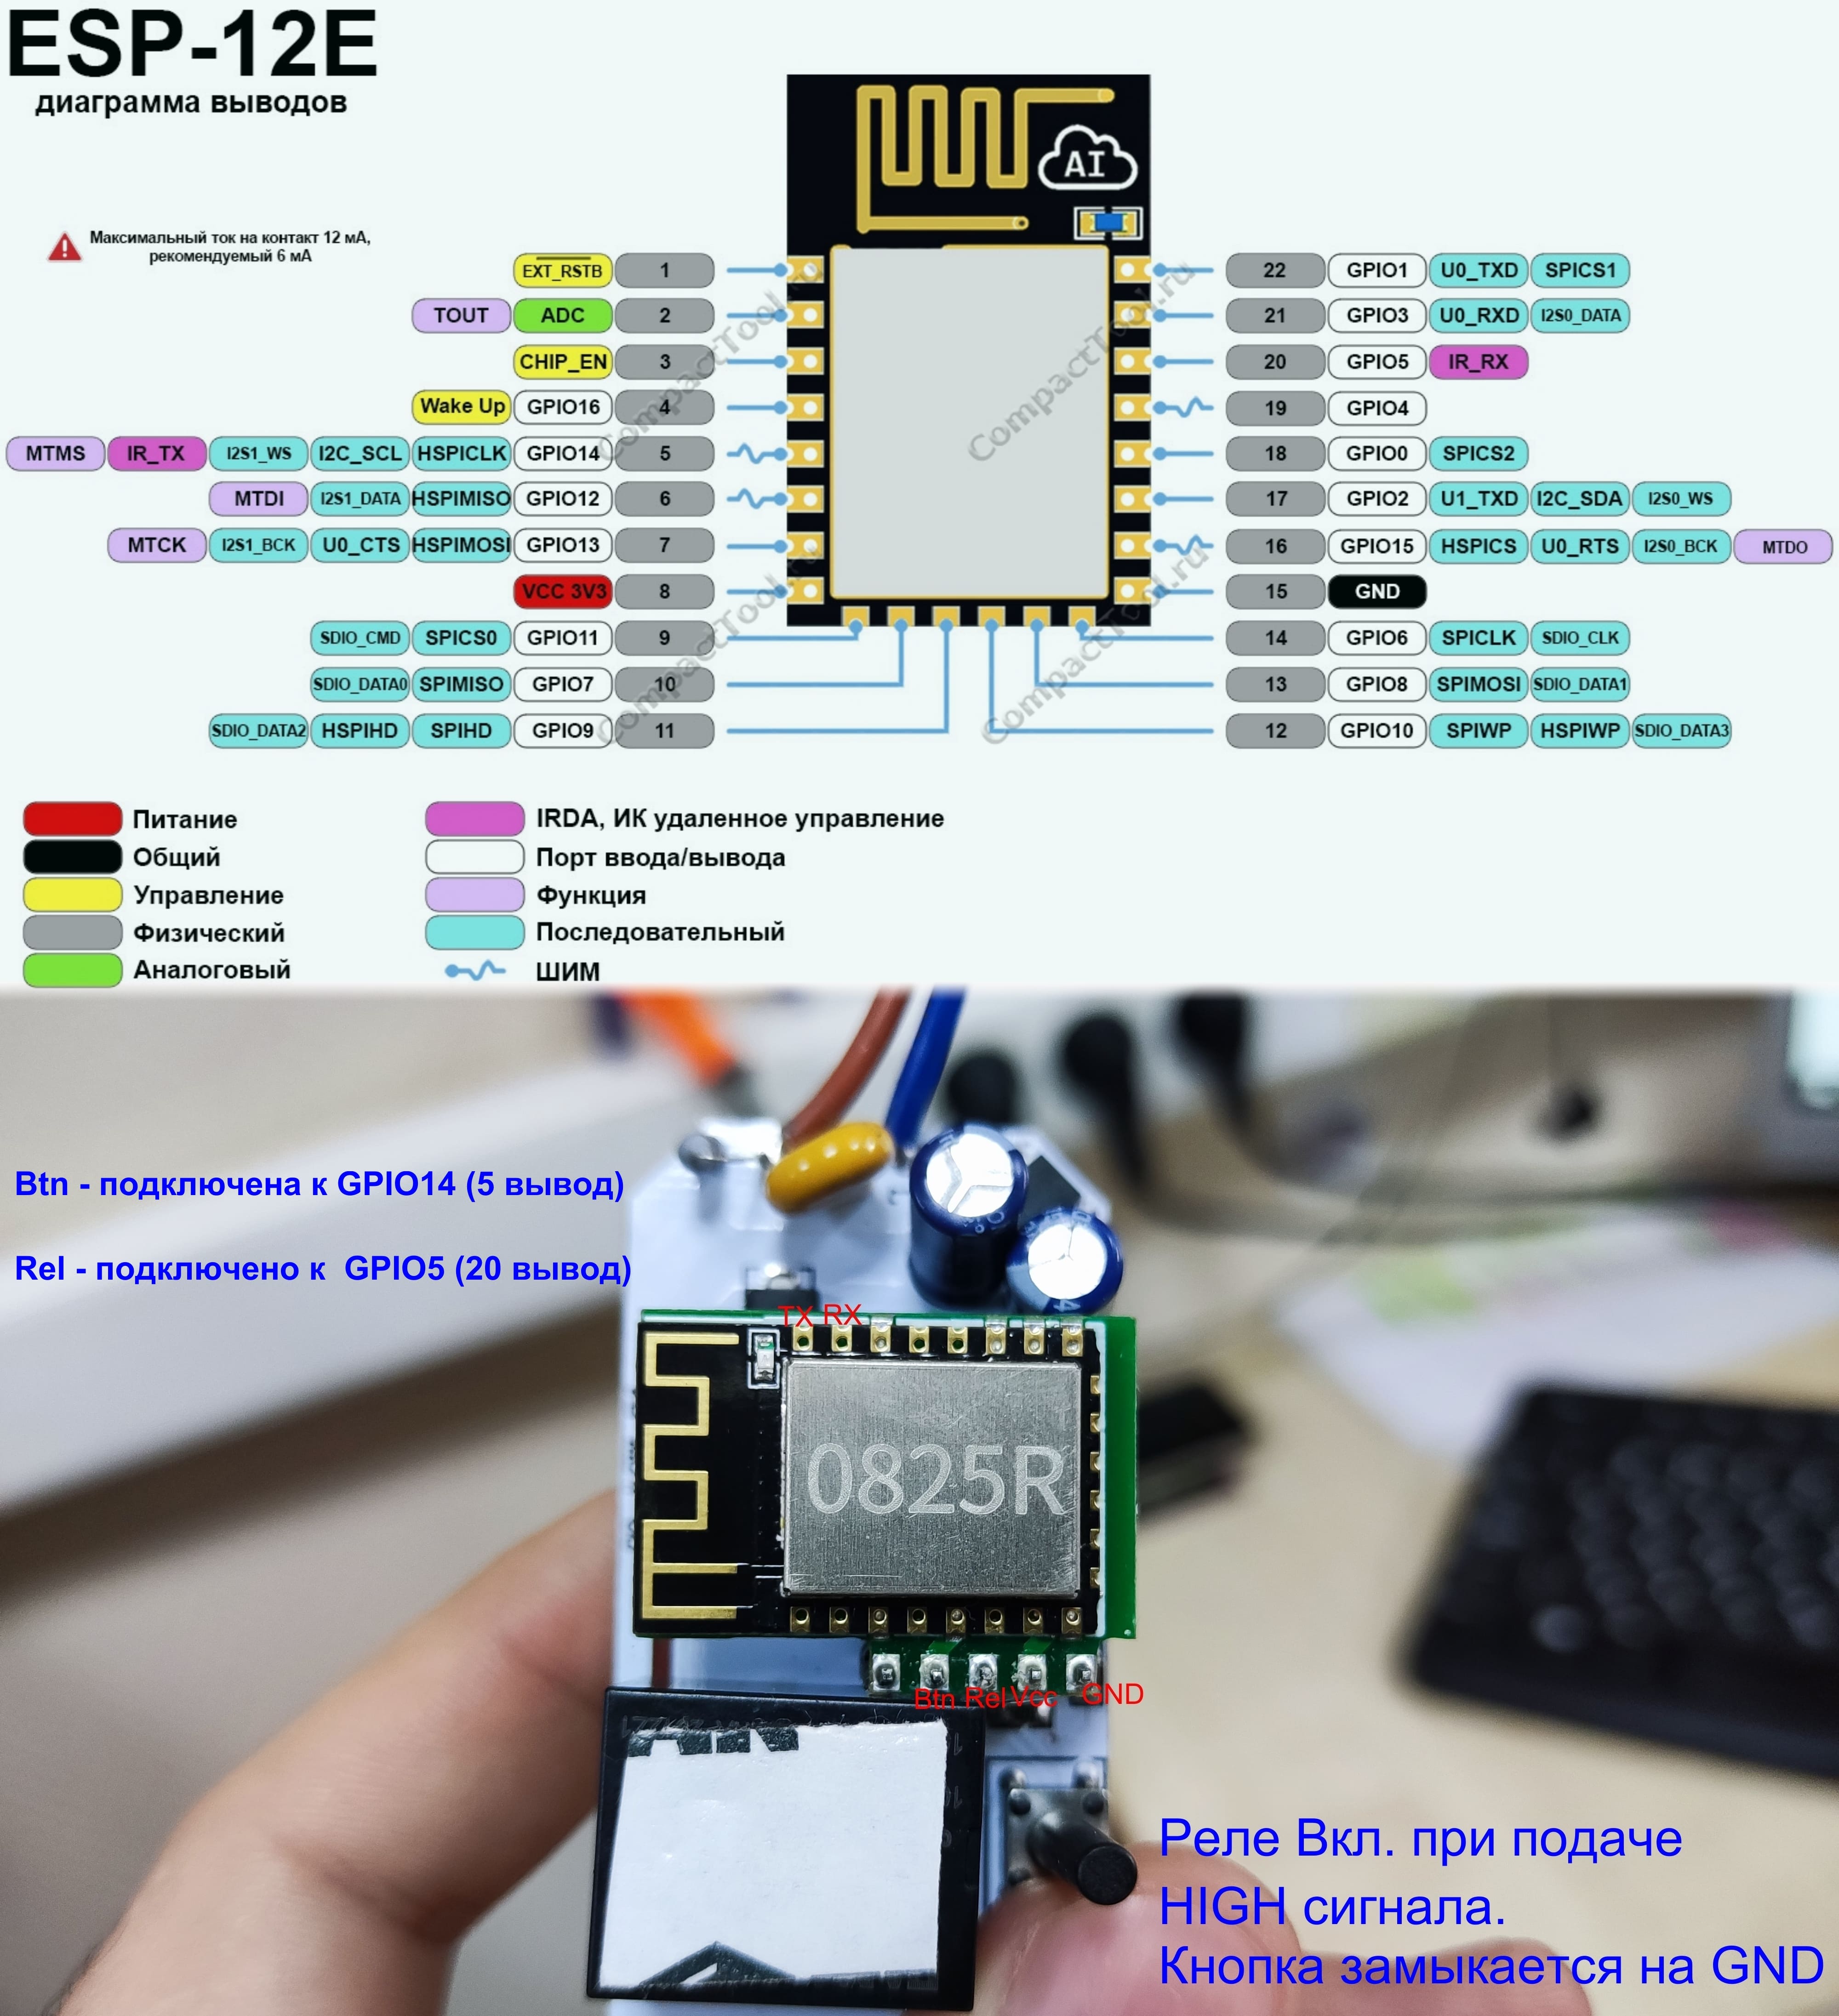 ESP-12E
диаграмма выводов
Максимальный ток на контакт 12 мА,
рекомендуемый 6 мА
AI
EXT_RSTB 1
TOUT ADC 2
CHIP_EN 3
Wake Up GPIO16 4
MTMS IR_TX I2S1_WS I2C_SCL HSPICLK GPIO14 5
MTDI I2S1_DATA HSPIMISO GPIO12 6
MTCK I2S1_BCK U0_CTS HSPIMOSI GPIO13 7
VCC 3V3 8
SDIO_CMD SPICS0 GPIO11 9
SDIO_DATA0 SPIMISO GPIO7 10
SDIO_DATA2 HSPIHD SPIHD GPIO9 11
22 GPIO1 U0_TXD SPICS1
21 GPIO3 U0_RXD I2S0_DATA
20 GPIO5 IR_RX
19 GPIO4
18 GPIO0 SPICS2
17 GPIO2 U1_TXD I2C_SDA I2S0_WS
16 GPIO15 HSPICS U0_RTS I2S0_BCK MTDO
15 GND
14 GPIO6 SPICLK SDIO_CLK
13 GPIO8 SPIMOSI SDIO_DATA1
12 GPIO10 SPIWP HSPIWP SDIO_DATA3
CompactTool.ru
CompactTool.ru
CompactTool.ru
CompactTool.ru
Питание
Общий
Управление
Физический
Аналоговый
IRDA, ИК удаленное управление
Порт ввода/вывода
Функция
Последовательный
ШИМ
Btn - подключена к GPIO14 (5 вывод)
Rel - подключено к GPIO5 (20 вывод)
TX RX
0825R
Btn Rel Vcc GND
Реле Вкл. при подаче
HIGH сигнала.
Кнопка замыкается на GND